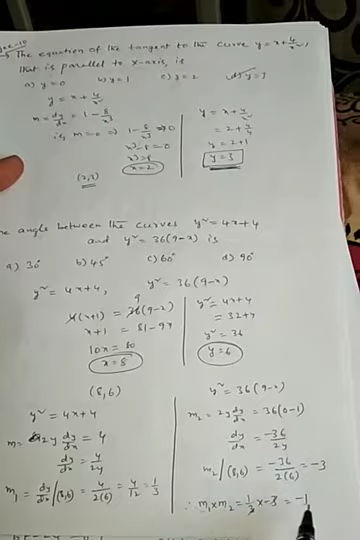 The equation of the tangent to the curve y = x + 4/x²,
that is parallel to x-axis, is
a) y=0 b) y=1 c) y=2 d) y=3
y = x + 4/x²
m = dy/dx = 1 - 8/x³
m=0 ⇒ 1 - 8/x³ = 0
x³-8=0
x³=8
x=2
(2,3)
y = x + 4/x²
= 2 + 4/4
y = 2+1
y = 3
angle between the curves y² = 4x+4
and y² = 36(9-x) is
a) 30° b) 45° c) 60° d) 90°
y² = 4x+4, y² = 36(9-x)
4(x+1) = 36(9-x)
9
x+1 = 81-9x
10x = 80
x = 8
y² = 4x+4
= 32+4
y² = 36
y = 6
(8,6)
y² = 4x+4
m = 2y dy/dx = 4
dy/dx = 4/2y
m₁ = dy/dx /(8,6) = 4/2(6) = 4/12 = 1/3
y² = 36(9-x)
m₂ = 2y dy/dx = 36(0-1)
dy/dx = -36/2y
m₂/(8,6) = -36/2(6) = -3
∴ m₁×m₂ = 1/3 × -3 = -1